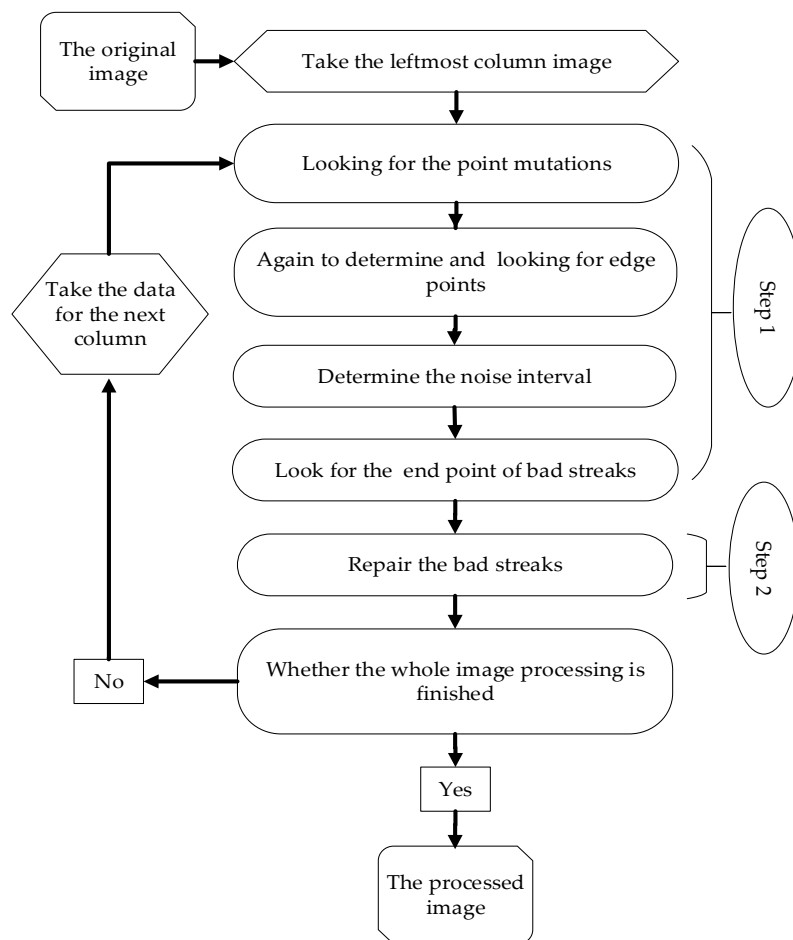 The original
image
Take the leftmost column image
Looking for the point mutations
Again to determine and  looking for edge
points
Take the data
for the next
column
Step 1
Determine the noise interval
Look for the  end point of bad streaks
Repair the bad streaks
Step 2
Whether the whole image processing is
finished
No
Yes
The processed
image